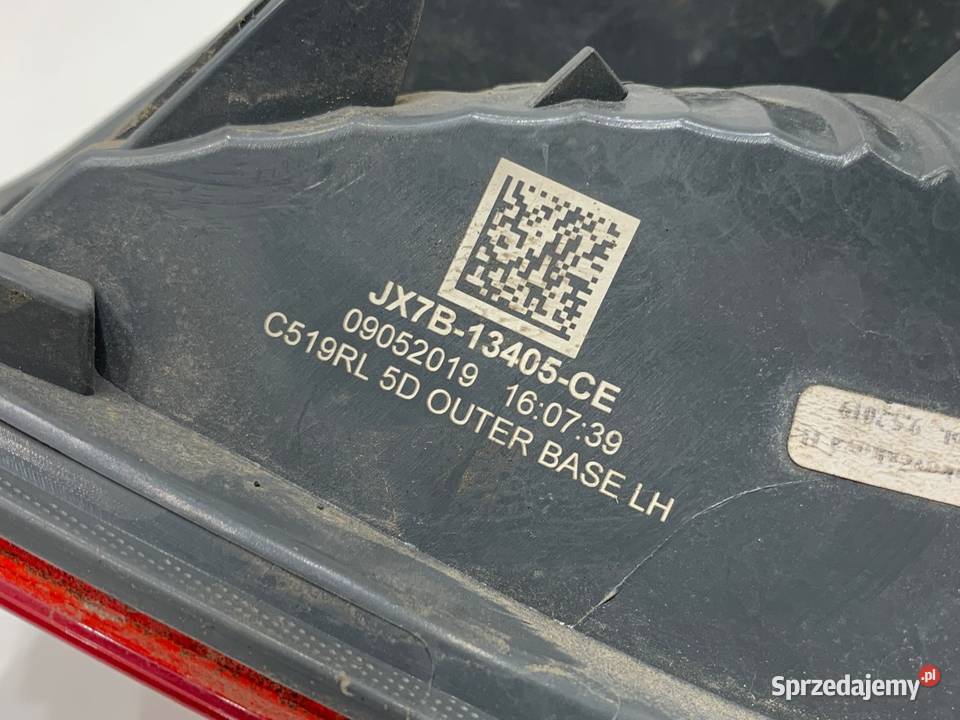 JX7B-13405-CE
09052019 16:07:39
C519RL 5D OUTER BASE LH
Sprzedajemy.pl